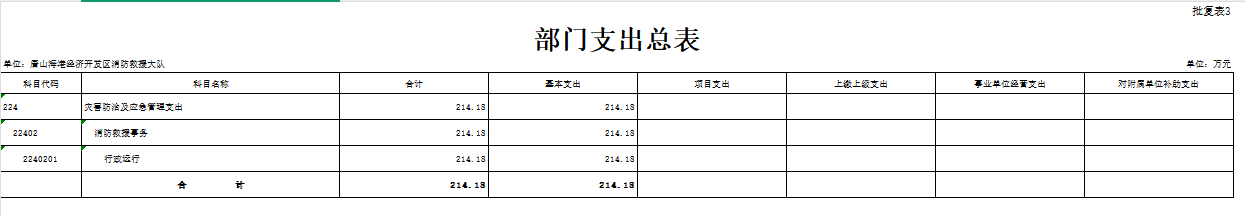 批复表3
部门支出总表
单位：唐山海港经济开发区消防救援大队 单位：万元
科目代码 科目名称 合计 基本支出 项目支出 上缴上级支出 事业单位经营支出 对附属单位补助支出
224 灾害防治及应急管理支出 214.18 214.18
22402 消防救援事务 214.18 214.18
2240201 行政运行 214.18 214.18
合 计 214.18 214.18